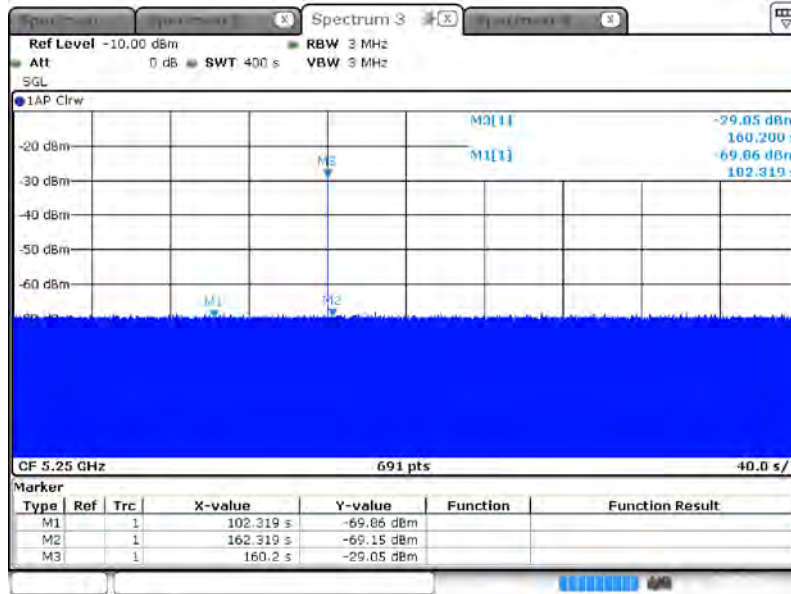 Spectrum 3
Ref Level -10.00 dBm RBW 3 MHz
Att 0 dB SWT 400 s VBW 3 MHz
SGL
1AP Clrw
M3[1] -29.05 dBm
160.200 s
M1[1] -69.86 dBm
102.319 s
-20 dBm
M3
-30 dBm
-40 dBm
-50 dBm
-60 dBm
M1 M2
CF 5.25 GHz 691 pts 40.0 s/
Marker
Type Ref Trc X-value Y-value Function Function Result
M1 1 102.319 s -69.86 dBm
M2 1 162.319 s -69.15 dBm
M3 1 160.2 s -29.05 dBm